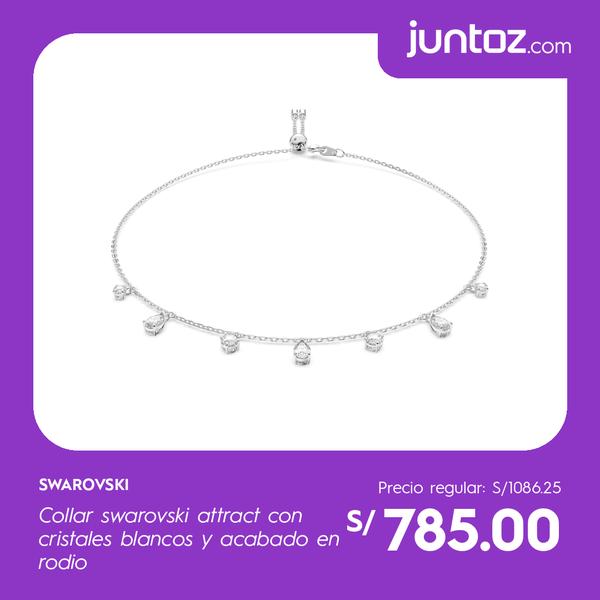 juntoz.com
SWAROVSKI
Collar swarovski attract con
cristales blancos y acabado en
rodio
Precio regular: S/1086.25
S/ 785.00